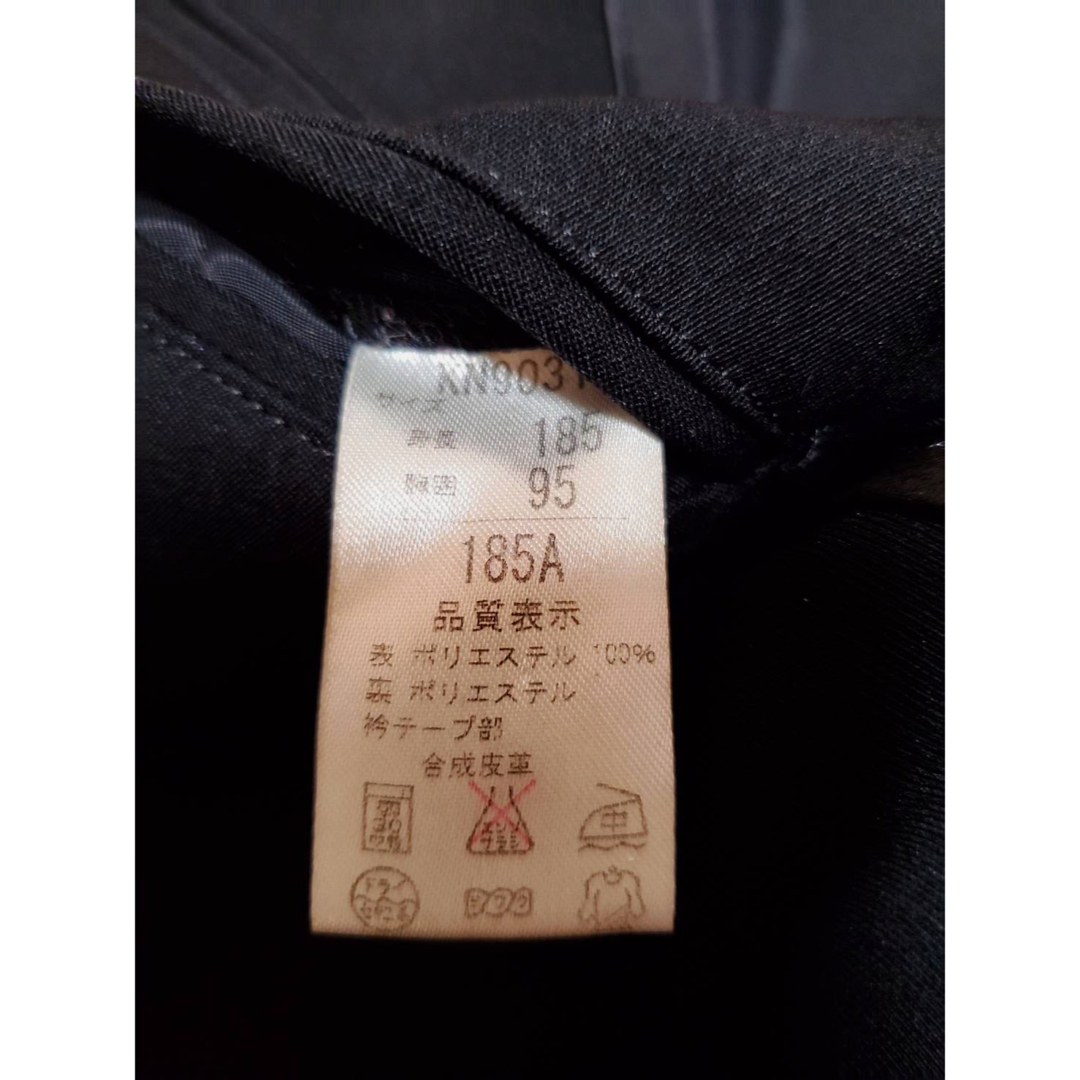 サイズ
身長 185
胸囲 95
185A
品質表示
表 ポリエステル 100%
裏 ポリエステル
衿テープ部
合成皮革
中